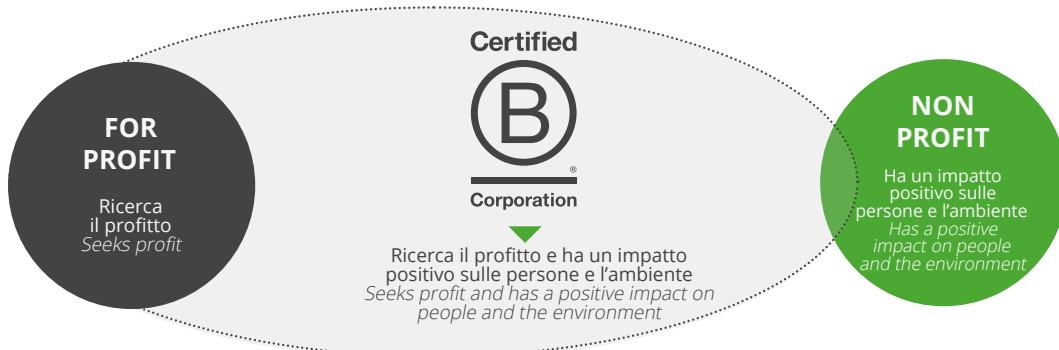 FOR
PROFIT
Ricerca
il profitto
Seeks profit
Certified
B
®
Corporation
Ricerca il profitto e ha un impatto
positivo sulle persone e l’ambiente
Seeks profit and has a positive impact on
people and the environment
NON
PROFIT
Ha un impatto
positivo sulle
persone e l’ambiente
Has a positive
impact on people
and the environment